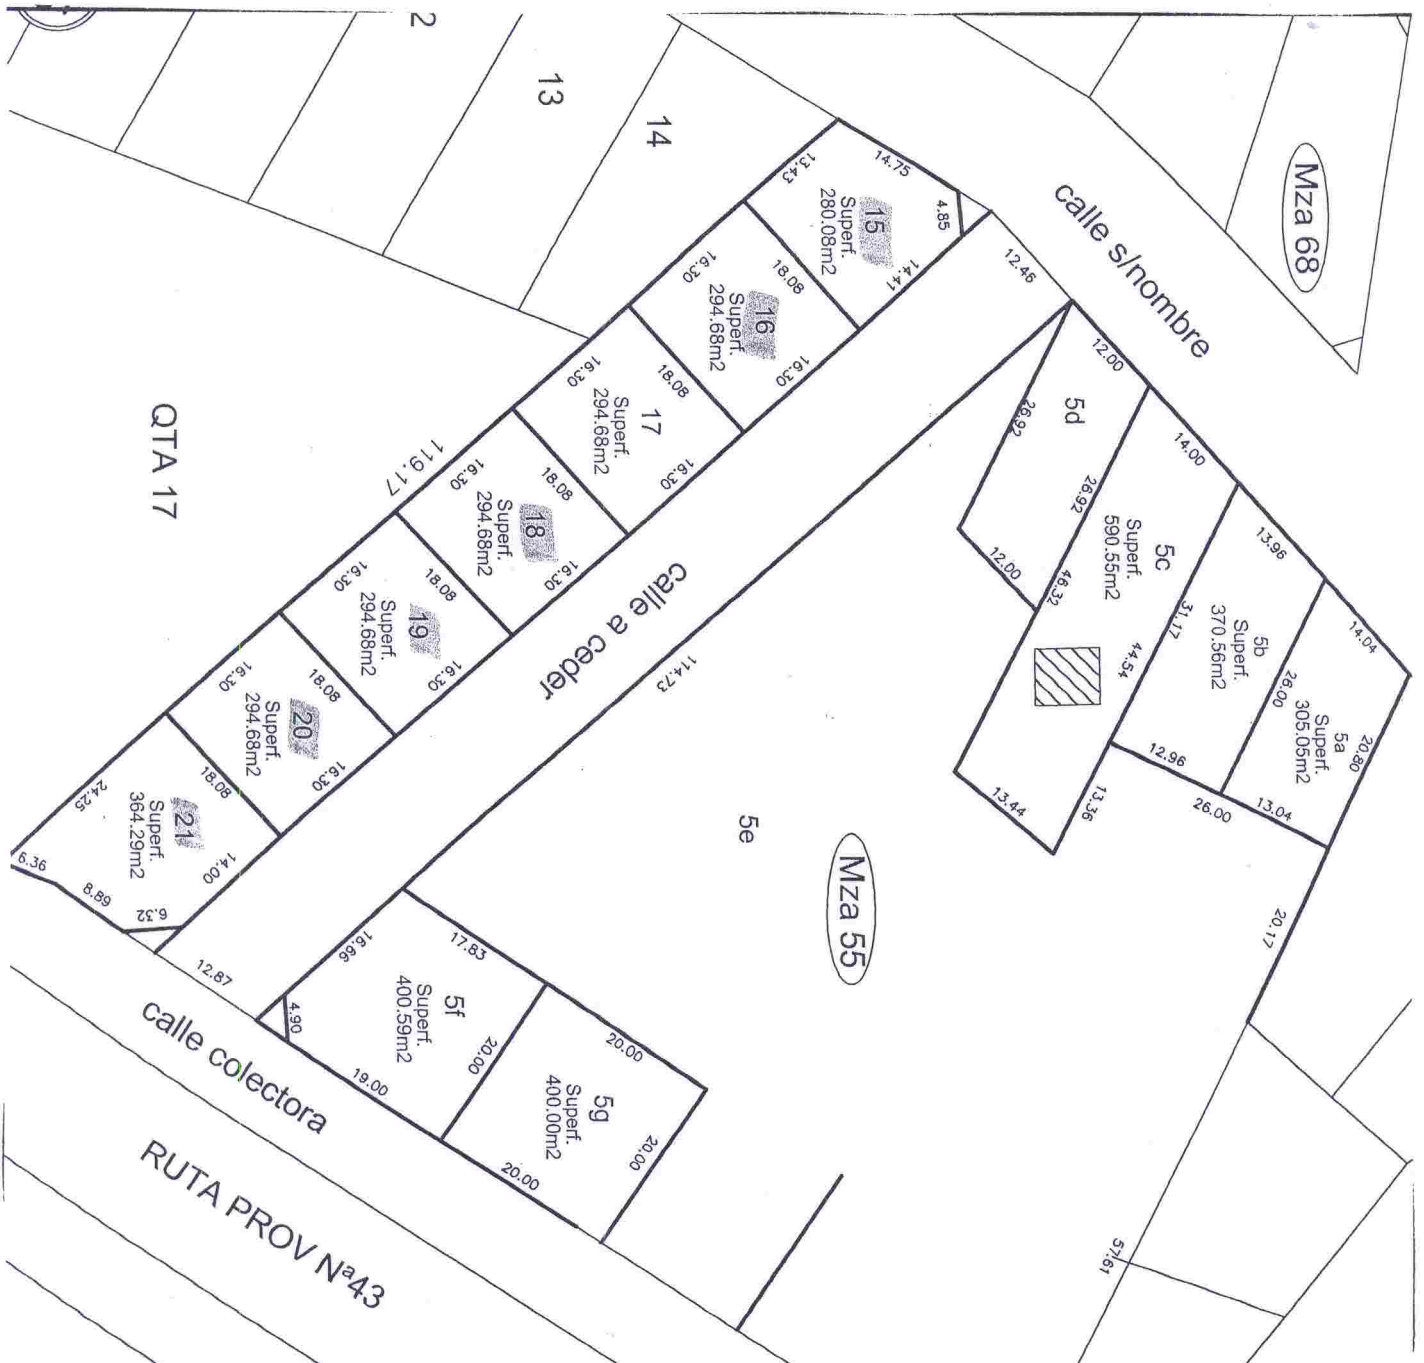 2
13
14
Mza 68
calle s/nombre
14.75
4.85
13.43
15
Superf.
280.08m2
14.41
12.46
16.30
18.08
16
Superf.
294.68m2
16.30
16.30
18.08
17
Superf.
294.68m2
16.30
119.17
16.30
18.08
18
Superf.
294.68m2
16.30
16.30
18.08
19
Superf.
294.68m2
16.30
16.30
18.08
20
Superf.
294.68m2
16.30
24.25
18.08
21
Superf.
364.29m2
14.00
6.36
8.89
6.32
QTA 17
calle a ceder
114.73
12.00
5d
26.92
26.92
12.00
14.00
5c
Superf.
590.55m2
46.32
44.54
13.44
13.36
13.96
5b
Superf.
370.56m2
31.17
12.96
14.04
5a
Superf.
305.05m2
26.00
20.80
13.04
26.00
20.17
57.61
5e
Mza 55
12.87
16.66
17.83
5f
Superf.
400.59m2
4.90
20.00
19.00
20.00
5g
Superf.
400.00m2
20.00
20.00
calle colectora
RUTA PROV Nª43